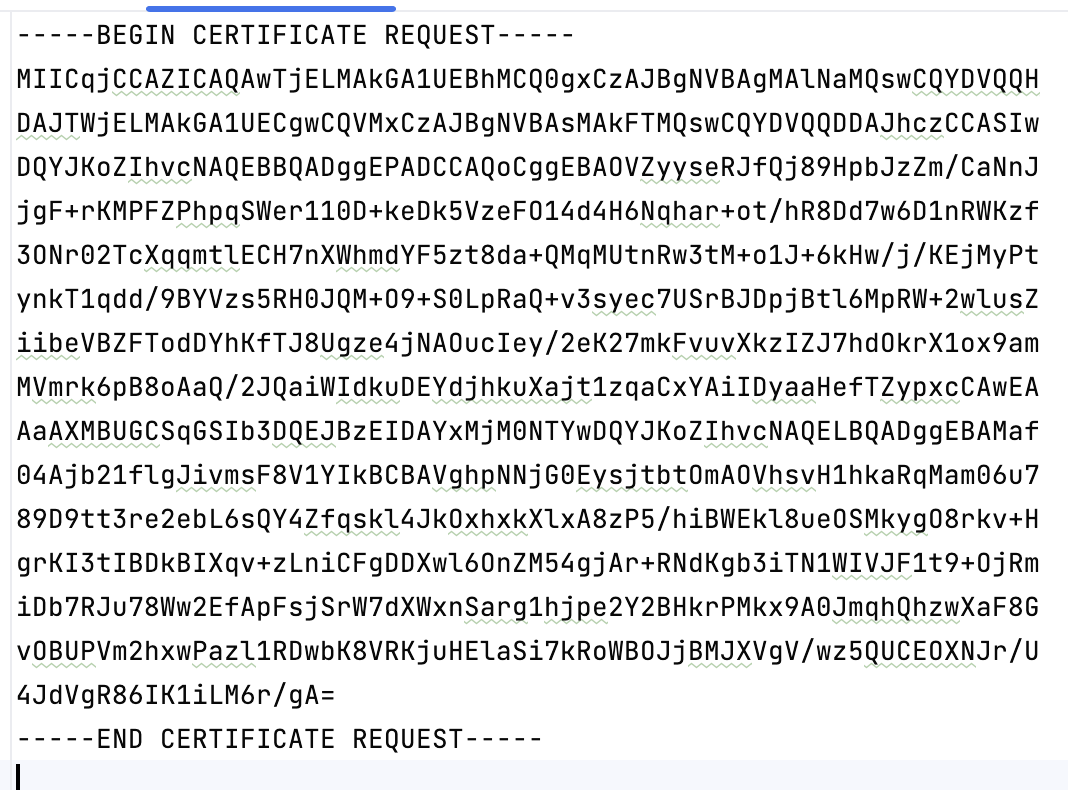 -----BEGIN CERTIFICATE REQUEST-----
MIICqjCCAZICAQAwTjELMAkGA1UEBhMCQ0gxCzAJBgNVBAgMAlNaMQswCQYDVQQH
DAJTWjELMAkGA1UECgwCQVMxCzAJBgNVBAsMAkFTMQswCQYDVQQDDAJhczCCASIw
DQYJKoZIhvcNAQEBBQADggEPADCCAQoCggEBAOVZyyseRJfQj89HpbJzZm/CaNnJ
jgF+rKMPFZPhpqSWer110D+keDk5VzeFO14d4H6Nqhar+ot/hR8Dd7w6D1nRWKzf
3ONr02TcXqqmtlECH7nXWhmdYF5zt8da+QMqMUtnRw3tM+o1J+6kHw/j/KEjMyPt
ynkT1qdd/9BYVzs5RH0JQM+O9+S0LpRaQ+v3syec7USrBJDpjBtl6MpRW+2wlusZ
iibeVBZFTodDYhKfTJ8Ugze4jNAOucIey/2eK27mkFvuvXkzIZJ7hdOkrX1ox9am
MVmrk6pB8oAaQ/2JQaiWIdkuDEYdjhkuXajt1zqaCxYAiIDyaaHefTZypxcCAwEA
AaAXMBUGCSqGSIb3DQEJBzEIDAYxMjM0NTYwDQYJKoZIhvcNAQELBQADggEBAMaf
04Ajb21flgJivmsF8V1YIkBCBAVghpNNjG0EysjtbtOmAOVhsvH1hkaRqMam06u7
89D9tt3re2ebL6sQY4Zfqskl4JkOxhxkXlxA8zP5/hiBWEkl8ueOSMkygO8rkv+H
grKI3tIBDkBIXqv+zLniCFgDDXwl6OnZM54gjAr+RNdKgb3iTN1WIVJF1t9+OjRm
iDb7RJu78Ww2EfApFsjSrW7dXWxnSarg1hjpe2Y2BHkrPMkx9A0JmqhQhzwXaF8G
vOBUPVm2hxwPazl1RDwbK8VRKjuHElaSi7kRoWBOJjBMJXVgV/wz5QUCEOXNJr/U
4JdVgR86IK1iLM6r/gA=
-----END CERTIFICATE REQUEST-----